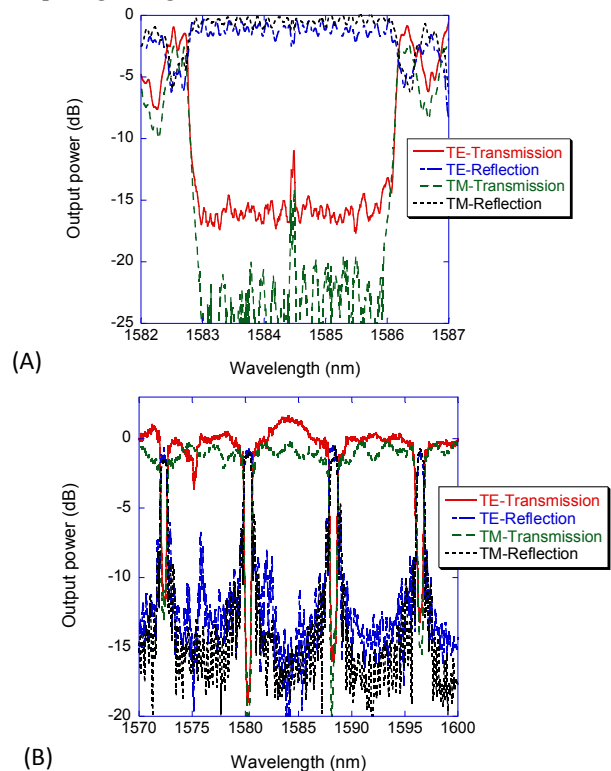 0
-5
-10
-15
-20
-25
Output power (dB)
1582 1583 1584 1585 1586 1587
Wavelength (nm)
TE-Transmission
TE-Reflection
TM-Transmission
TM-Reflection
(A)
0
-5
-10
-15
-20
Output power (dB)
1570 1575 1580 1585 1590 1595 1600
Wavelength (nm)
TE-Transmission
TE-Reflection
TM-Transmission
TM-Reflection
(B)